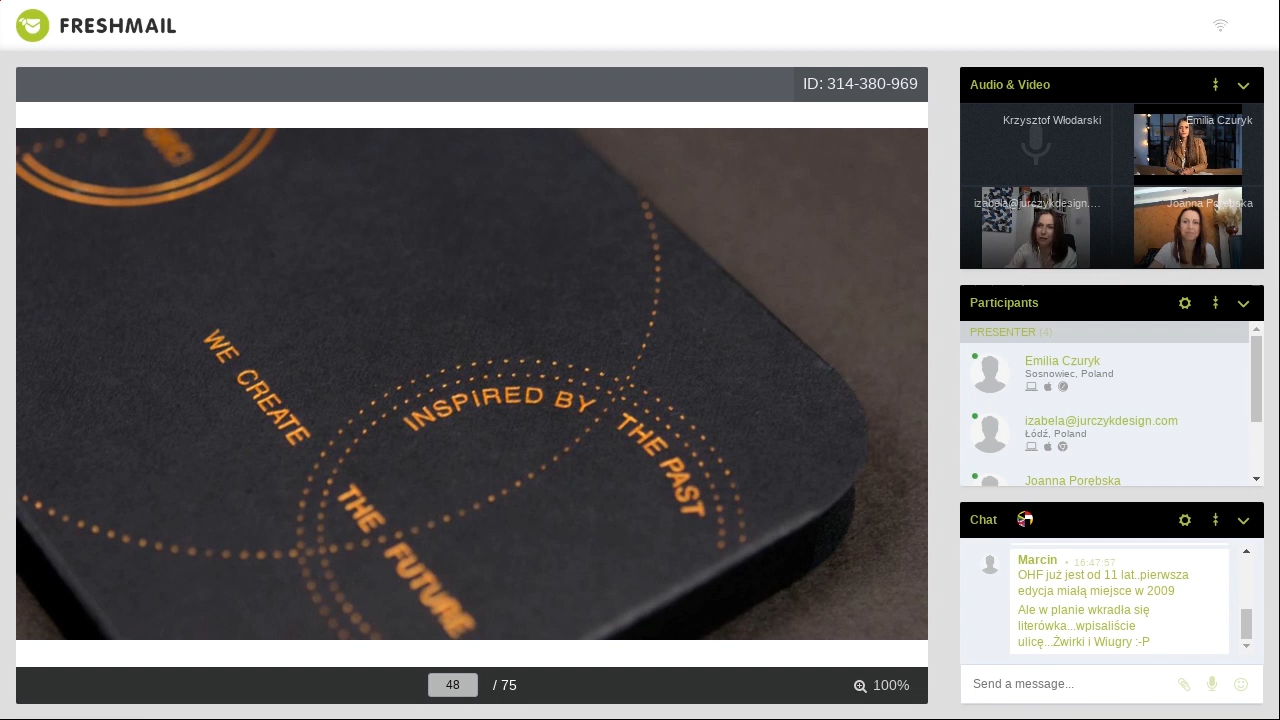 FRESHMAIL
ID: 314-380-969
WE CREATE
INSPIRED BY THE PAST
THE FUTURE
48 / 75
100%
Audio & Video
Krzysztof Włodarski
Emilia Czuryk
izabela@jurczykdesign....
Joanna Porębska
Participants
PRESENTER (4)
Emilia Czuryk
Sosnowiec, Poland
izabela@jurczykdesign.com
Łódź, Poland
Joanna Porębska
Chat
Marcin • 16:47:57
OHF już jest od 11 lat..pierwsza
edycja miałą miejsce w 2009
Ale w planie wkradła się
literówka...wpisaliście
ulicę...Żwirki i Wiugry :-P
Send a message...